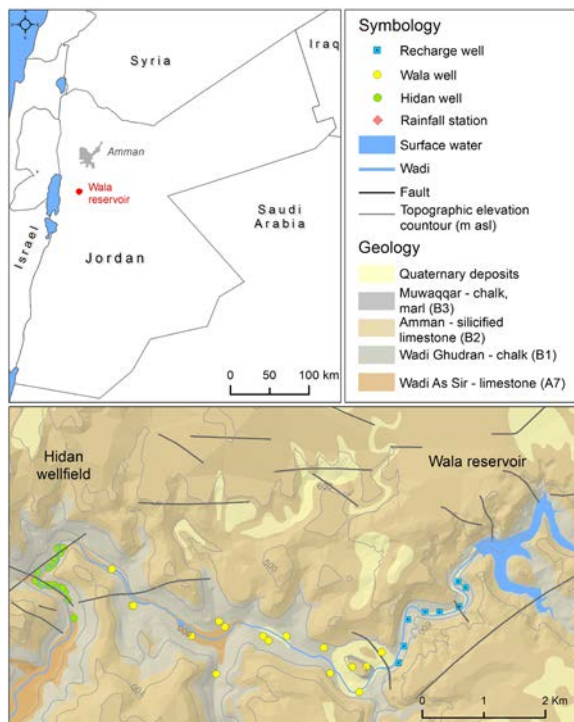 Syria
Iraq
Amman
Wala
reservoir
Israel
Jordan
Saudi
Arabia
0 50 100 km
Symbology
Recharge well
Wala well
Hidan well
Rainfall station
Surface water
Wadi
Fault
Topographic elevation
countour (m asl)
Geology
Quaternary deposits
Muwaqqar - chalk,
marl (B3)
Amman - silicified
limestone (B2)
Wadi Ghudran - chalk (B1)
Wadi As Sir - limestone (A7)
Hidan
wellfield
Wala reservoir
0 1 2 Km